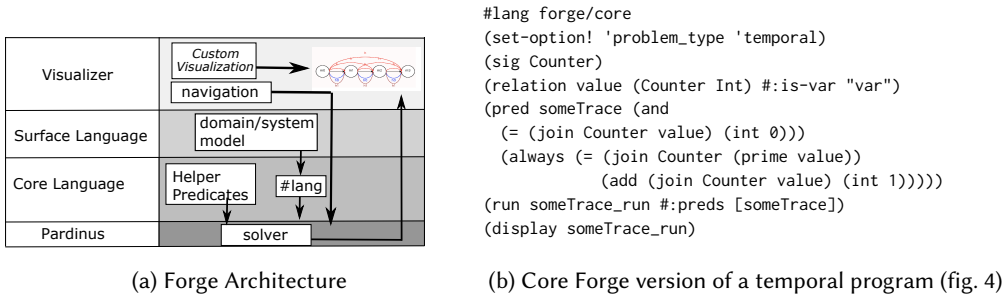 Visualizer
Custom
Visualization
navigation
Surface Language
domain/system
model
Core Language
Helper
Predicates
#lang
Pardinus
solver
(a) Forge Architecture
#lang forge/core
(set-option! 'problem_type 'temporal)
(sig Counter)
(relation value (Counter Int) #:is-var "var")
(pred someTrace (and
(= (join Counter value) (int 0)))
(always (= (join Counter (prime value))
(add (join Counter value) (int 1)))))
(run someTrace_run #:preds [someTrace])
(display someTrace_run)
(b) Core Forge version of a temporal program (fig. 4)